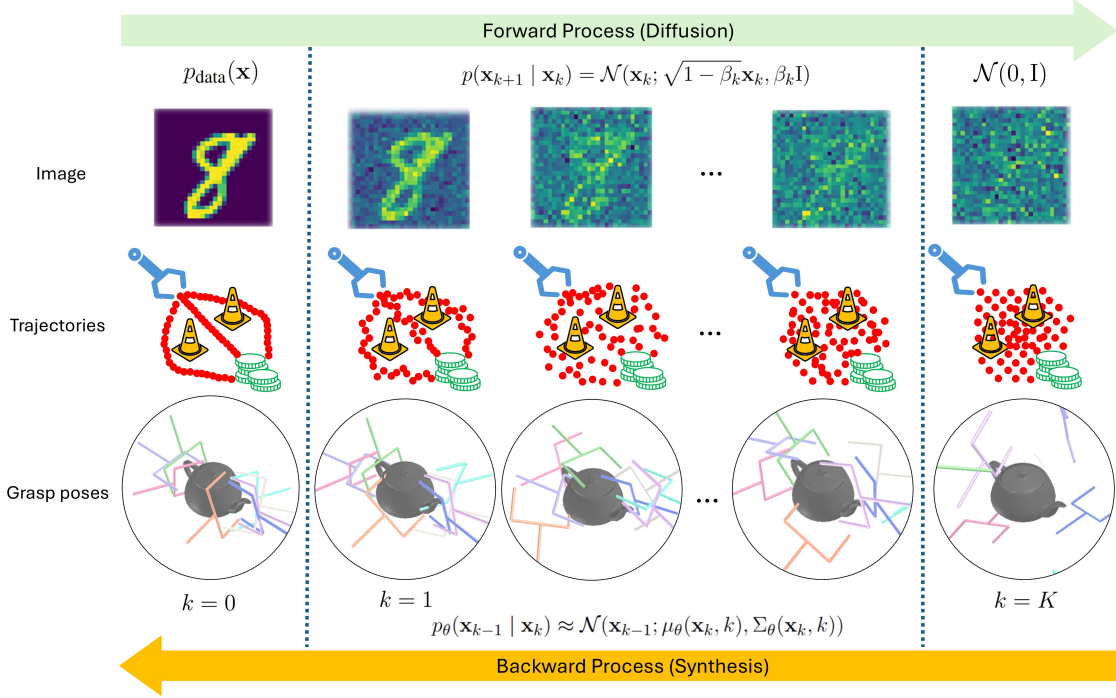 Forward Process (Diffusion)
p_data(x)
p(x_{k+1} | x_k) = N(x_k; √(1 − β_k)x_k, β_kI)
N(0, I)
Image
...
Trajectories
...
Grasp poses
...
k = 0
k = 1
k = K
p_θ(x_{k−1} | x_k) ≈ N(x_{k−1}; μ_θ(x_k, k), Σ_θ(x_k, k))
Backward Process (Synthesis)